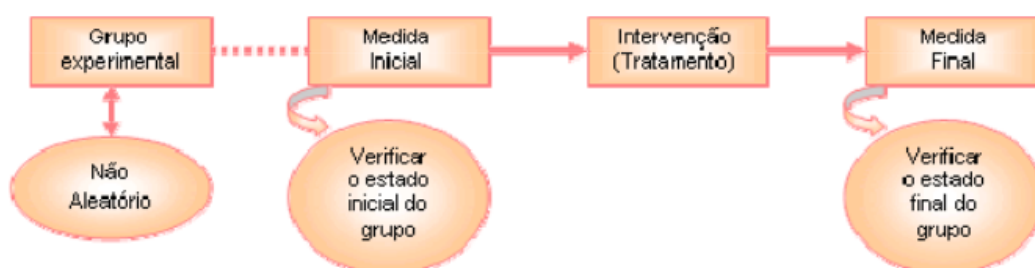 Grupo
experimental
Medida
Inicial
Intervenção
(Tratamento)
Medida
Final
Não
Aleatório
Verificar
o estado
inicial do
grupo
Verificar
o estado
final do
grupo